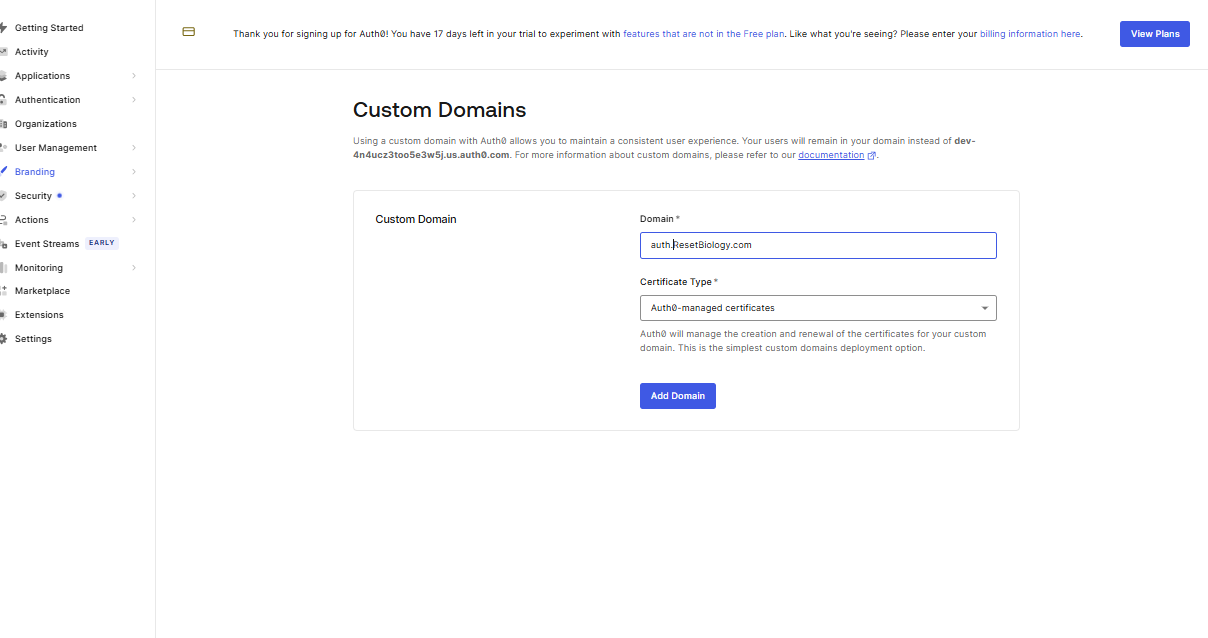 Getting Started
Activity
Applications
Authentication
Organizations
User Management
Branding
Security
Actions
Event Streams EARLY
Monitoring
Marketplace
Extensions
Settings
Thank you for signing up for Auth0! You have 17 days left in your trial to experiment with features that are not in the Free plan. Like what you're seeing? Please enter your billing information here.
View Plans
Custom Domains
Using a custom domain with Auth0 allows you to maintain a consistent user experience. Your users will remain in your domain instead of dev-
4n4ucz3too5e3w5j.us.auth0.com. For more information about custom domains, please refer to our documentation.
Custom Domain
Domain *
auth.ResetBiology.com
Certificate Type *
Auth0-managed certificates
Auth0 will manage the creation and renewal of the certificates for your custom
domain. This is the simplest custom domains deployment option.
Add Domain